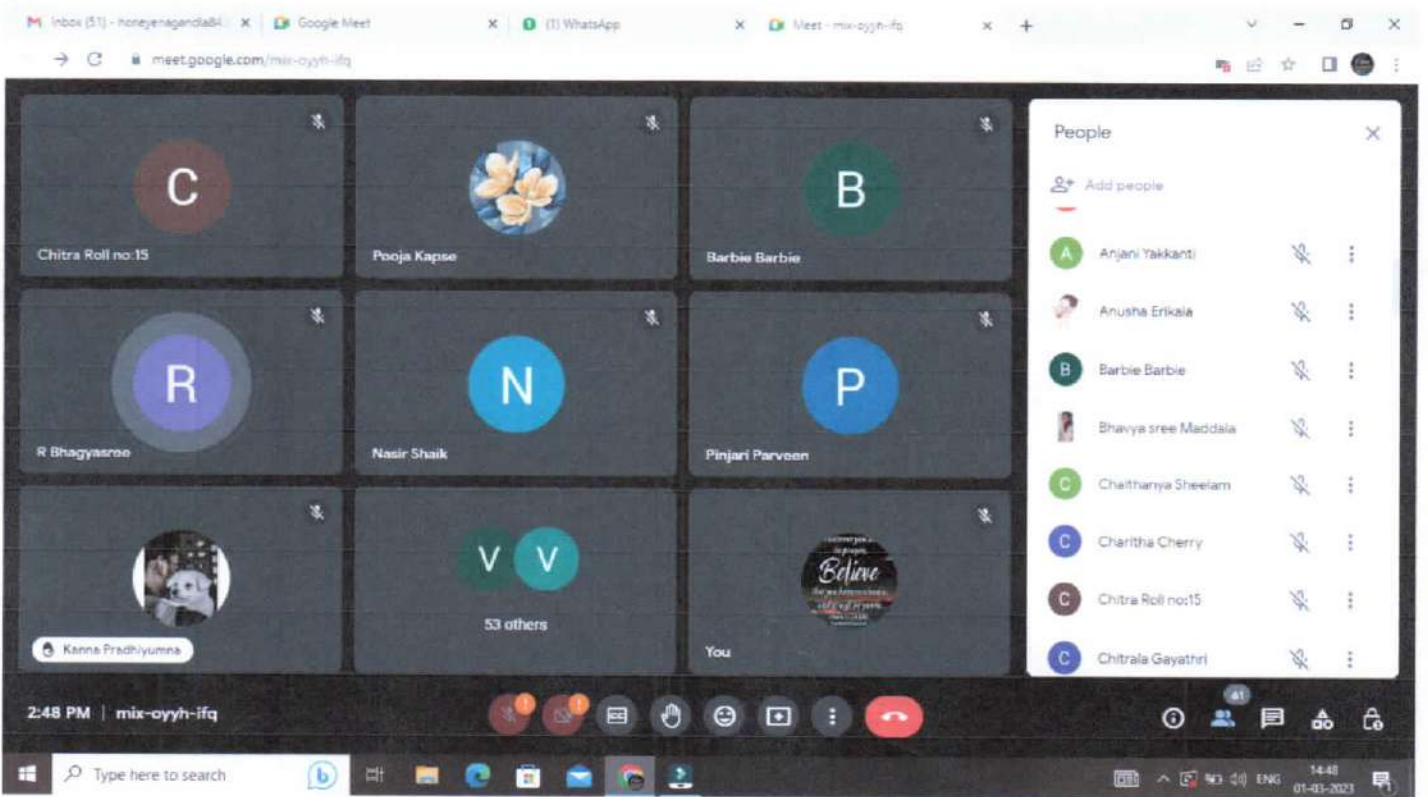 Inbox (51) - honeyenagandla84
Google Meet
(1) WhatsApp
Meet - mix-oyyh-ifq
meet.google.com/mix-oyyh-ifq
C
Chitra Roll no:15
Pooja Kapse
B
Barbie Barbie
R
R Bhagyasree
N
Nasir Shaik
P
Pinjari Parveen
Kanna Pradhiyumna
V V
53 others
Believe
You
People
Add people
A Anjani Yakkanti
Anusha Erikala
B Barbie Barbie
Bhavya sree Maddala
C Chaithanya Sheelam
C Charitha Cherry
C Chitra Roll no:15
C Chitrala Gayathri
2:48 PM | mix-oyyh-ifq
61
Type here to search
ENG
14:48
01-03-2023